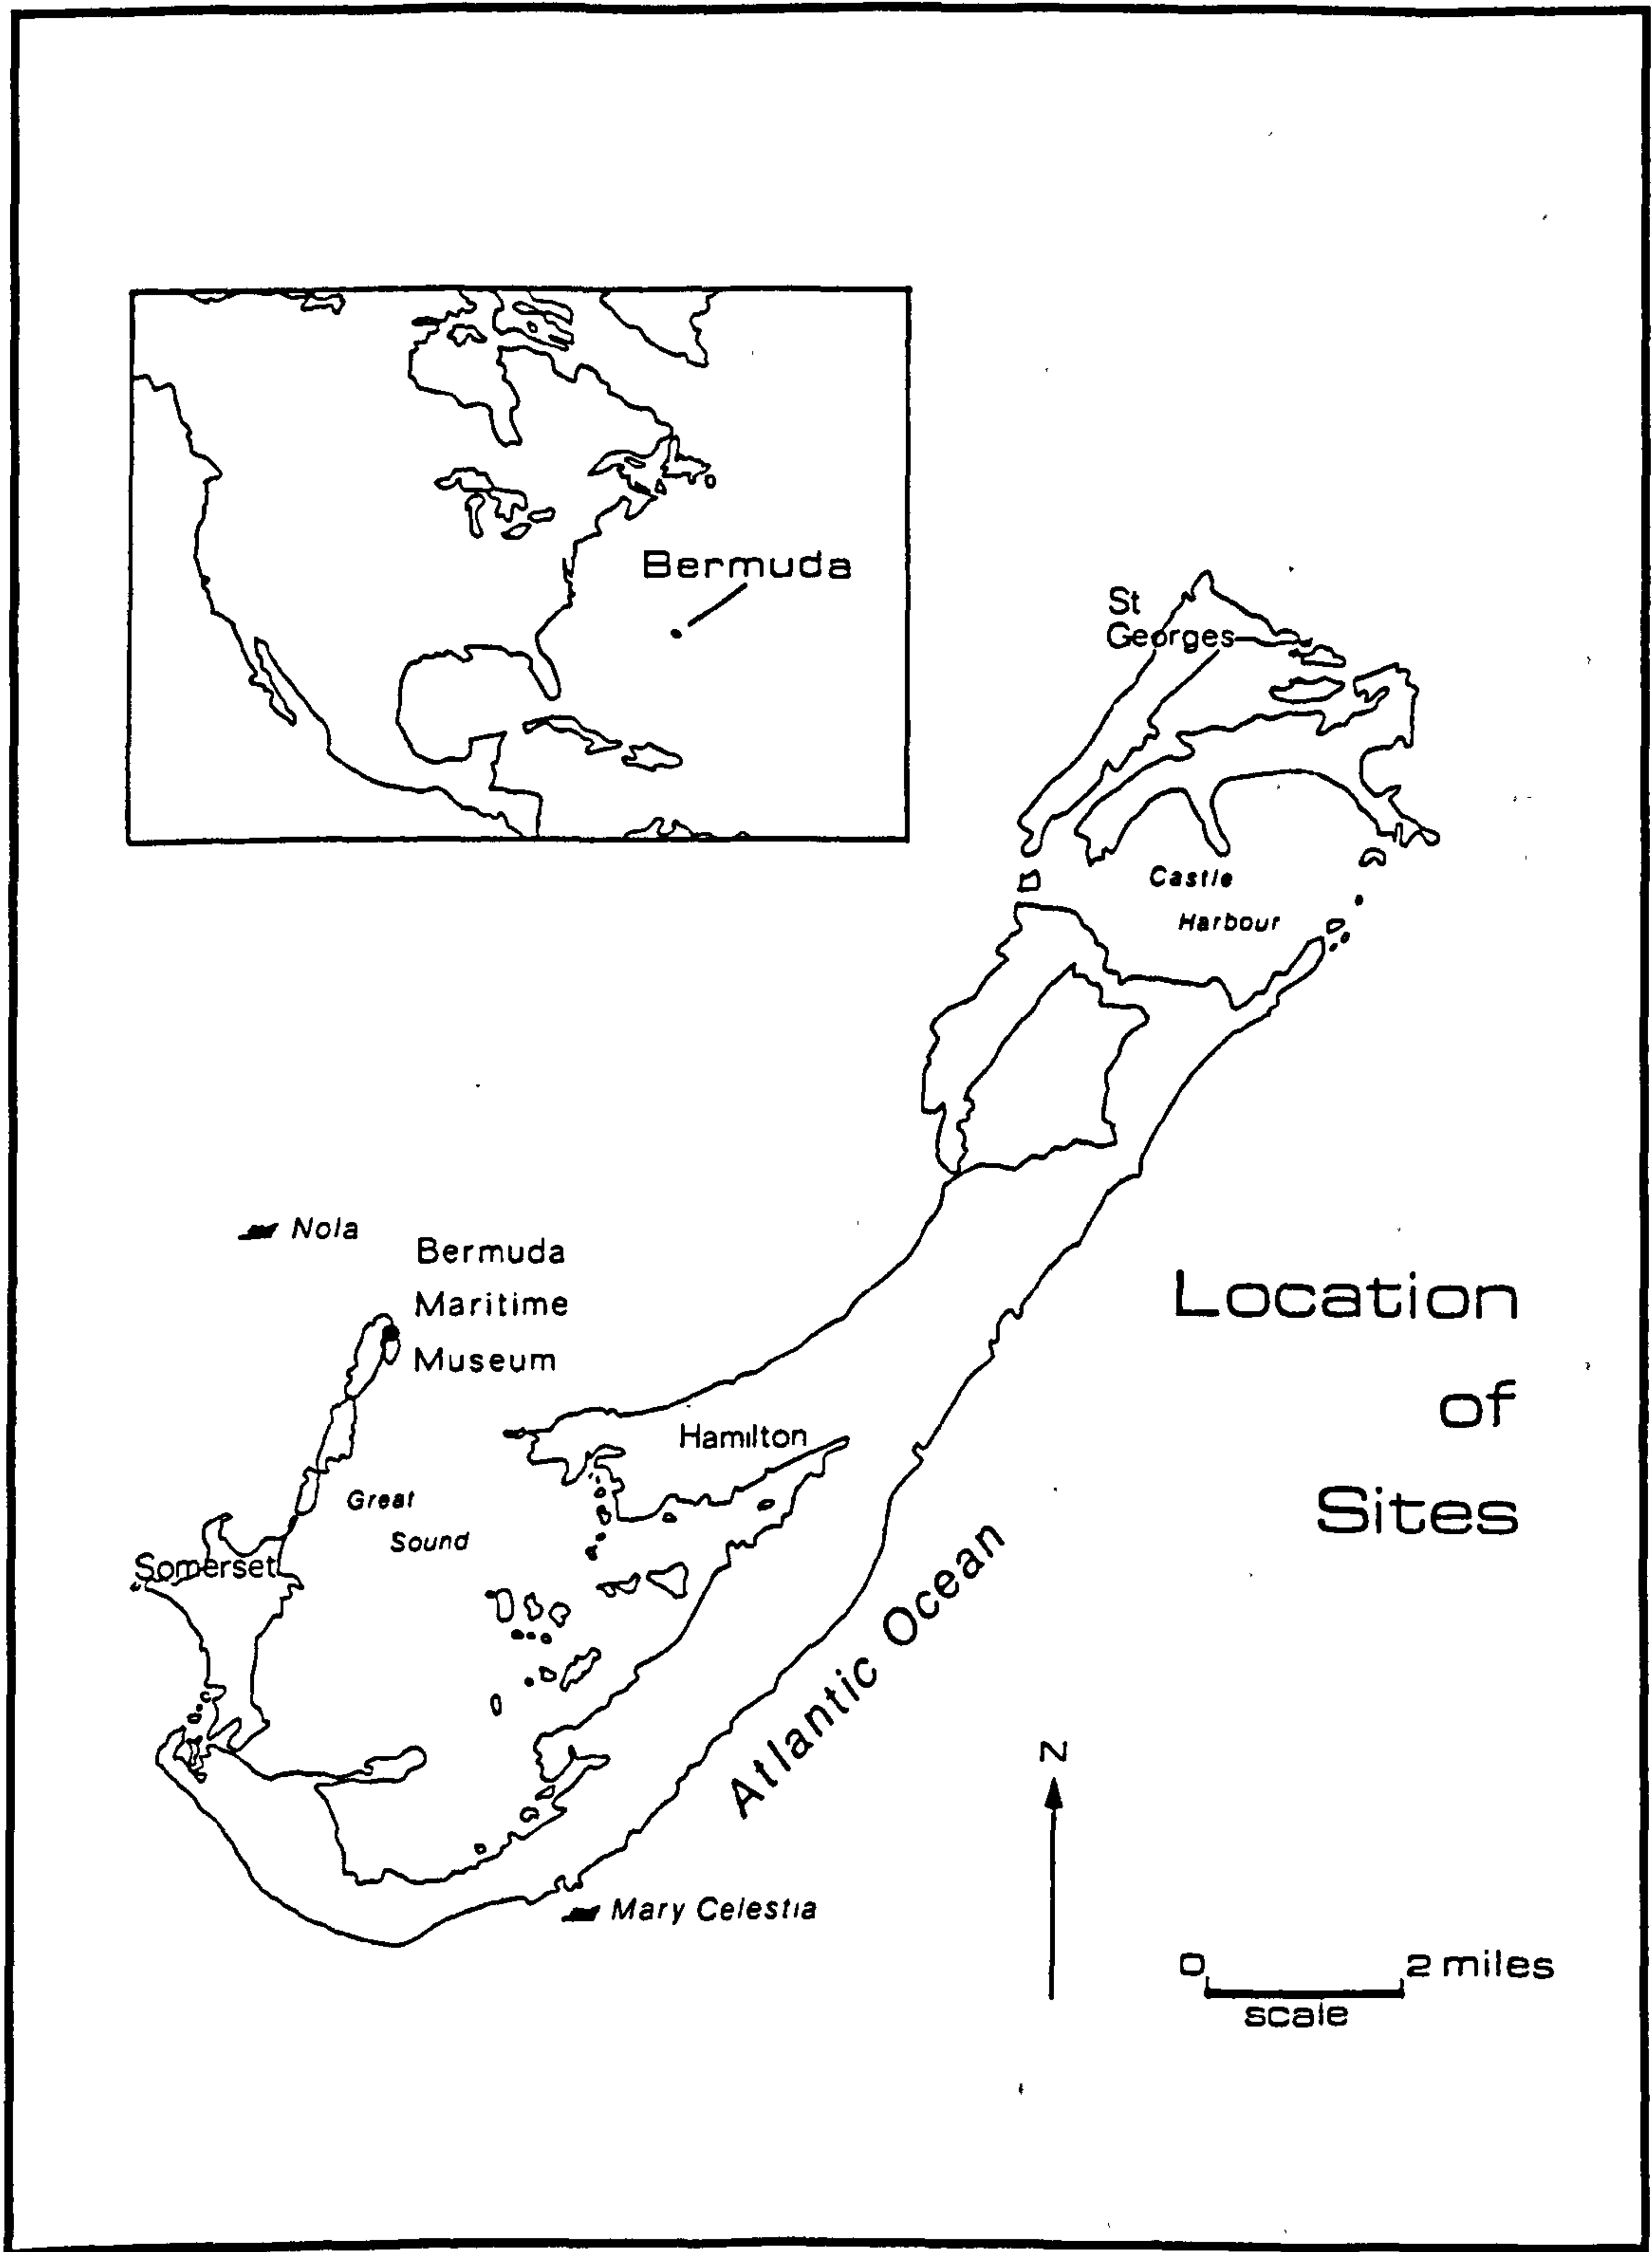 Bermuda
St
Georges
Castle
Harbour
Nola
Bermuda
Maritime
Museum
Location
of
Sites
Hamilton
Great
Sound
Somerset
Atlantic Ocean
N
Mary Celestia
0 2 miles
scale